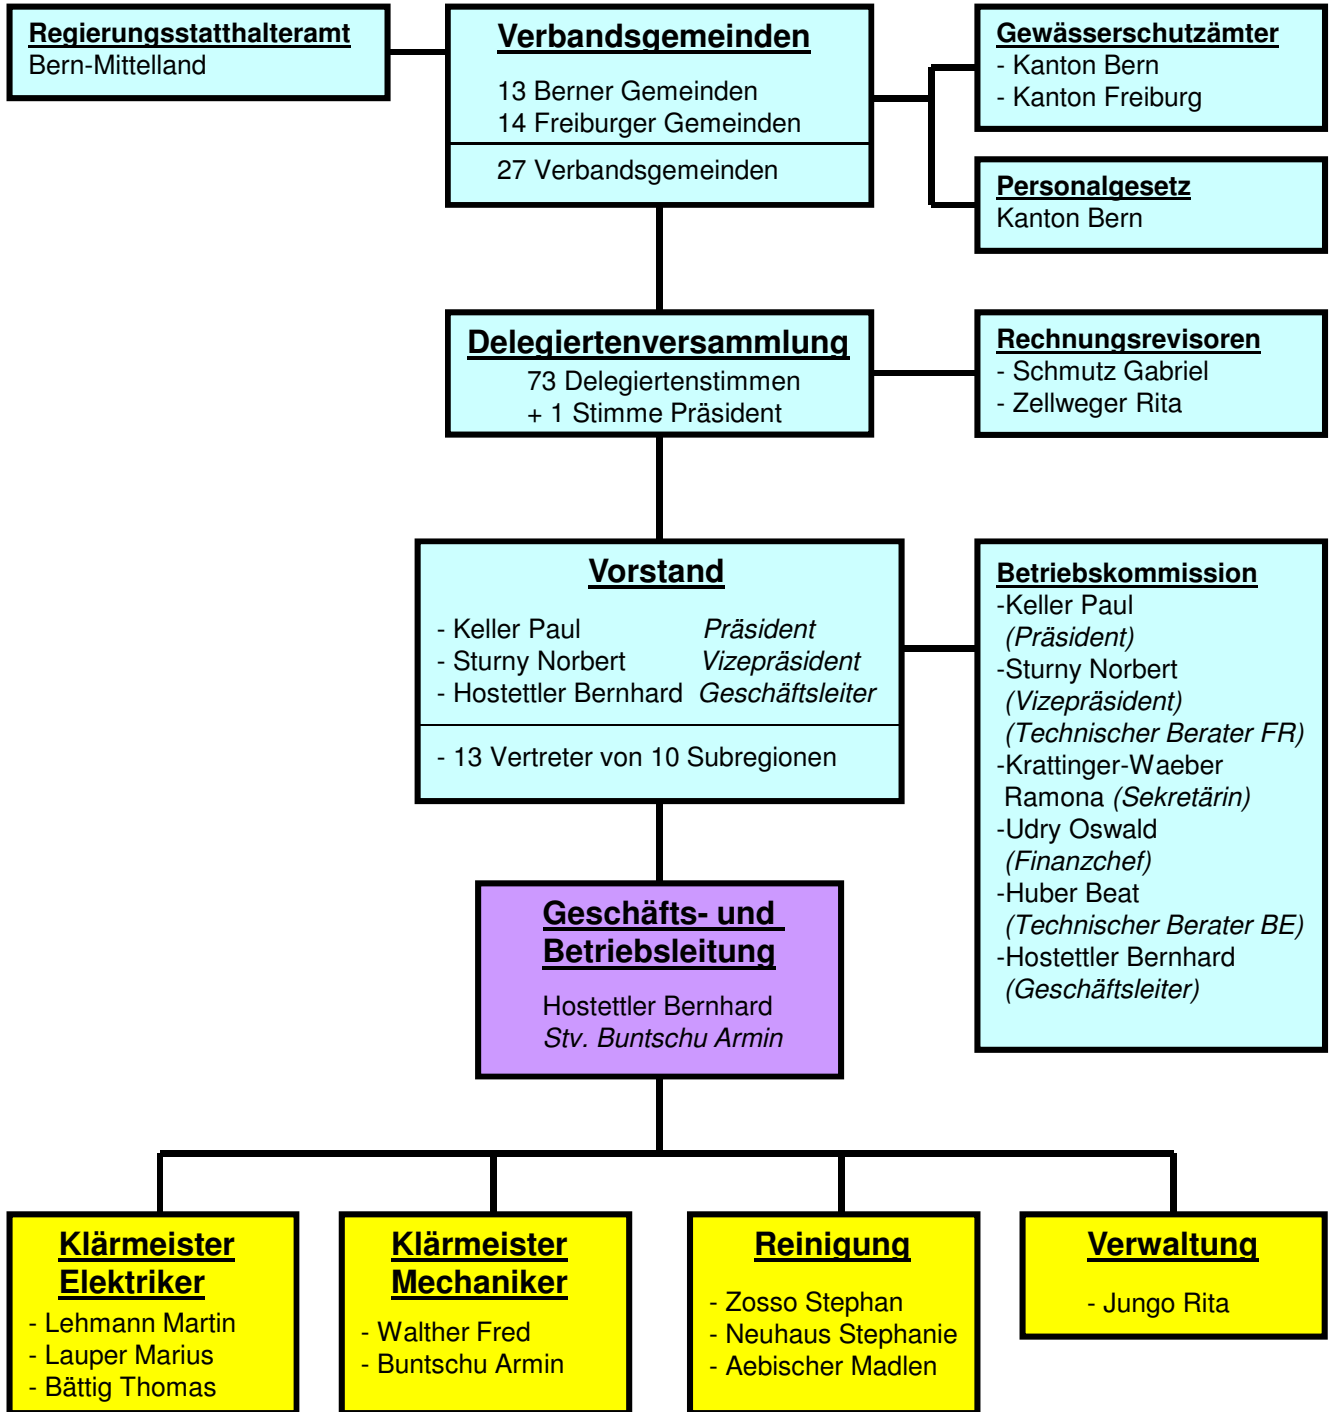 Regierungsstatthalteramt
Bern-Mittelland
Verbandsgemeinden
13 Berner Gemeinden
14 Freiburger Gemeinden
27 Verbandsgemeinden
Gewässerschutzämter
- Kanton Bern
- Kanton Freiburg
Personalgesetz
Kanton Bern
Delegiertenversammlung
73 Delegiertenstimmen
+ 1 Stimme Präsident
Rechnungsrevisoren
- Schmutz Gabriel
- Zellweger Rita
Vorstand
- Keller Paul Präsident
- Sturny Norbert Vizepräsident
- Hostettler Bernhard Geschäftsleiter
- 13 Vertreter von 10 Subregionen
Betriebskommission
-Keller Paul
(Präsident)
-Sturny Norbert
(Vizepräsident)
(Technischer Berater FR)
-Krattinger-Waeber
Ramona (Sekretärin)
-Udry Oswald
(Finanzchef)
-Huber Beat
(Technischer Berater BE)
-Hostettler Bernhard
(Geschäftsleiter)
Geschäfts- und
Betriebsleitung
Hostettler Bernhard
Stv. Buntschu Armin
Klärmeister
Elektriker
- Lehmann Martin
- Lauper Marius
- Bättig Thomas
Klärmeister
Mechaniker
- Walther Fred
- Buntschu Armin
Reinigung
- Zosso Stephan
- Neuhaus Stephanie
- Aebischer Madlen
Verwaltung
- Jungo Rita